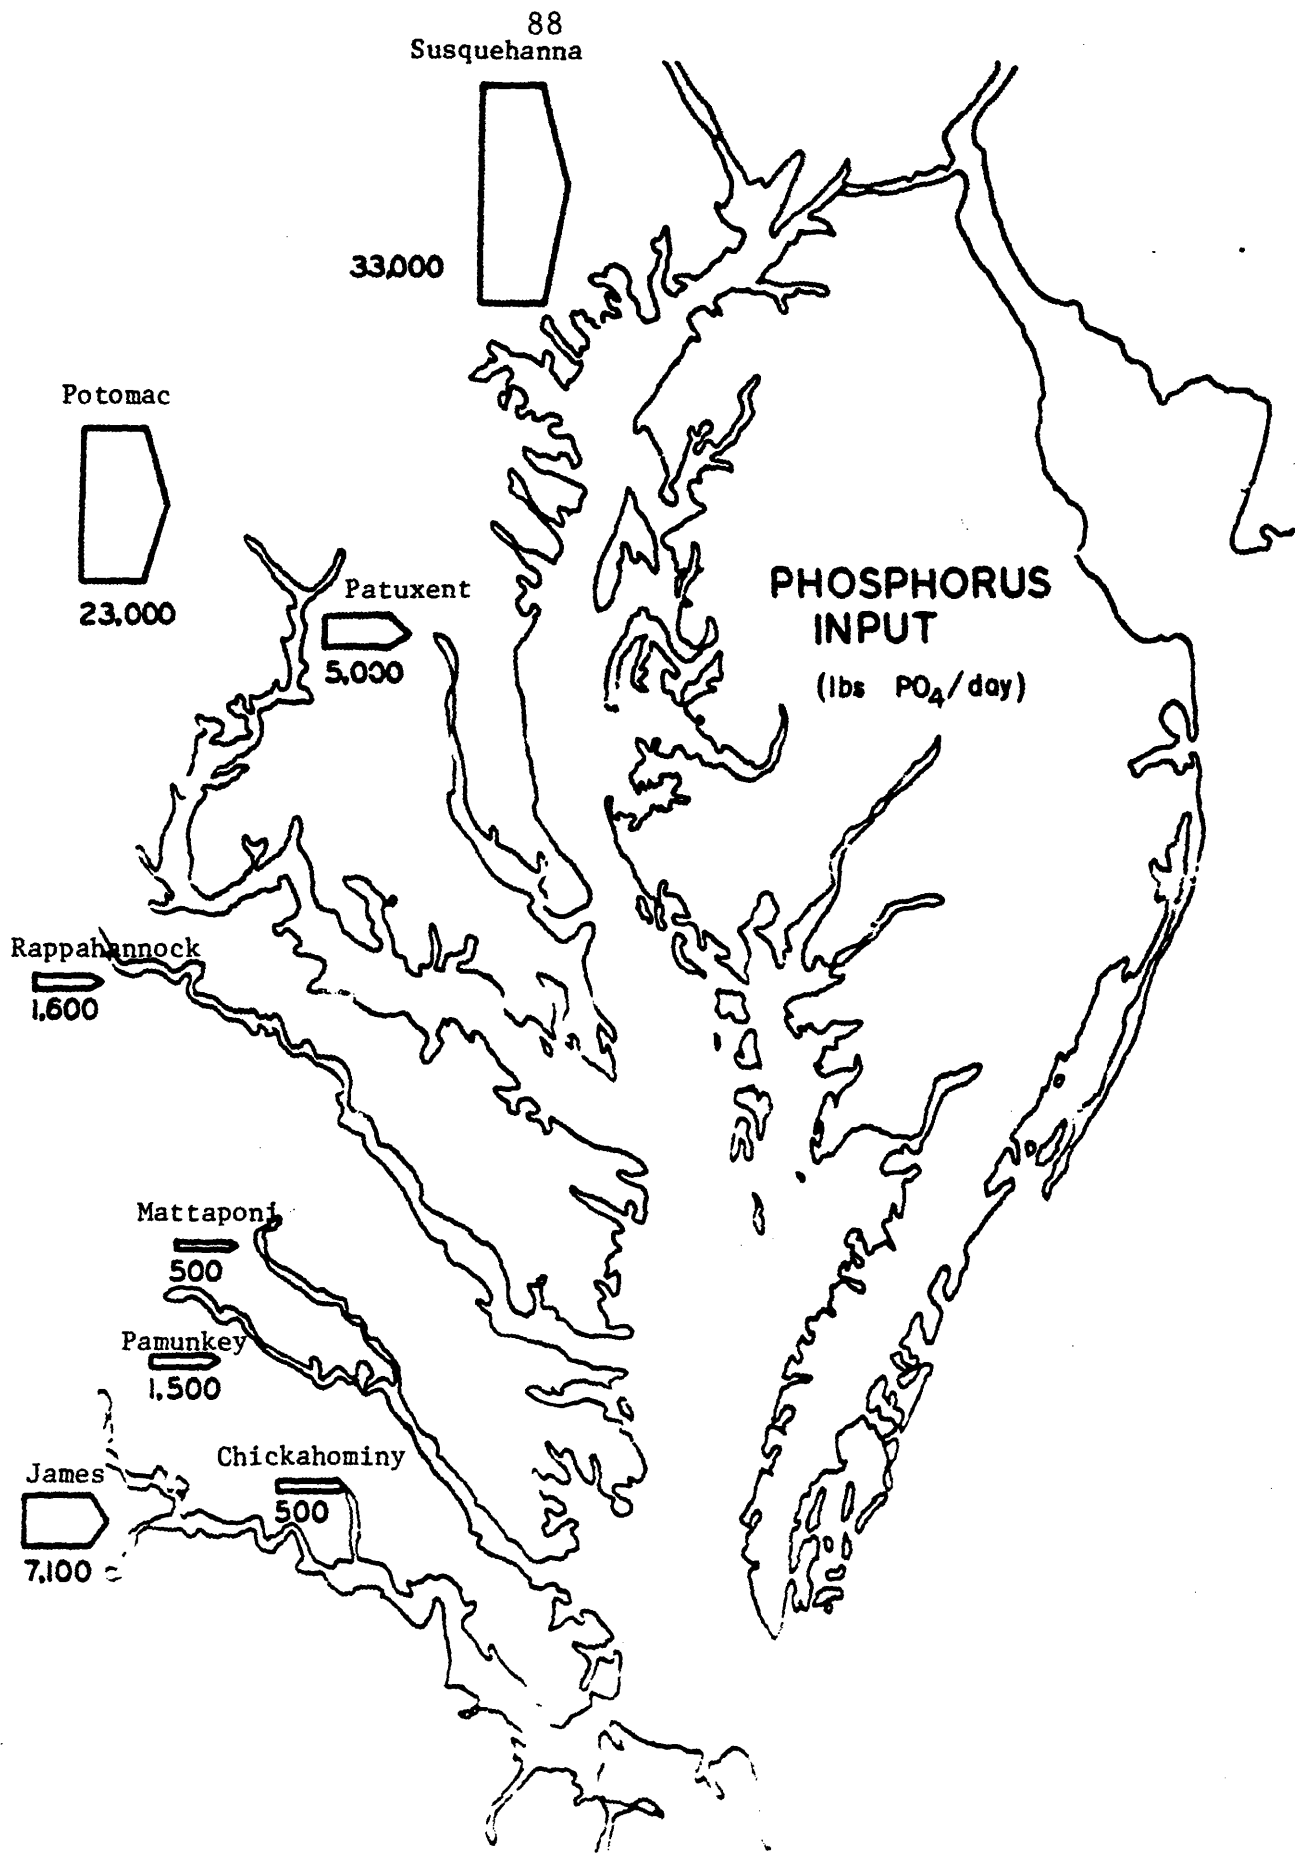 88
Susquehanna
33,000
Potomac
23,000
Patuxent
5,000
PHOSPHORUS
INPUT
(lbs PO4/day)
Rappahannock
1,600
Mattaponi
500
Pamunkey
1,500
Chickahominy
500
James
7,100